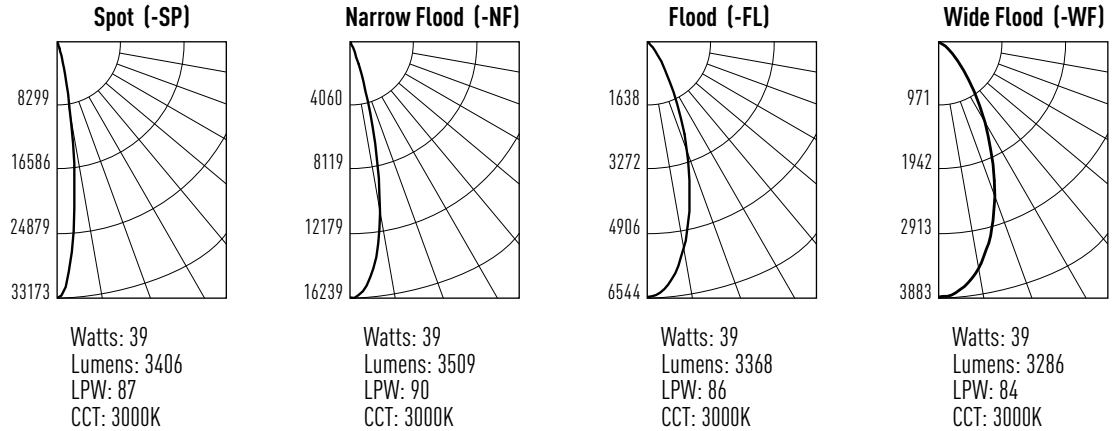 Spot (-SP)
8299
16586
24879
33173
Watts: 39
Lumens: 3406
LPW: 87
CCT: 3000K
Narrow Flood (-NF)
4060
8119
12179
16239
Watts: 39
Lumens: 3509
LPW: 90
CCT: 3000K
Flood (-FL)
1638
3272
4906
6544
Watts: 39
Lumens: 3368
LPW: 86
CCT: 3000K
Wide Flood (-WF)
971
1942
2913
3883
Watts: 39
Lumens: 3286
LPW: 84
CCT: 3000K